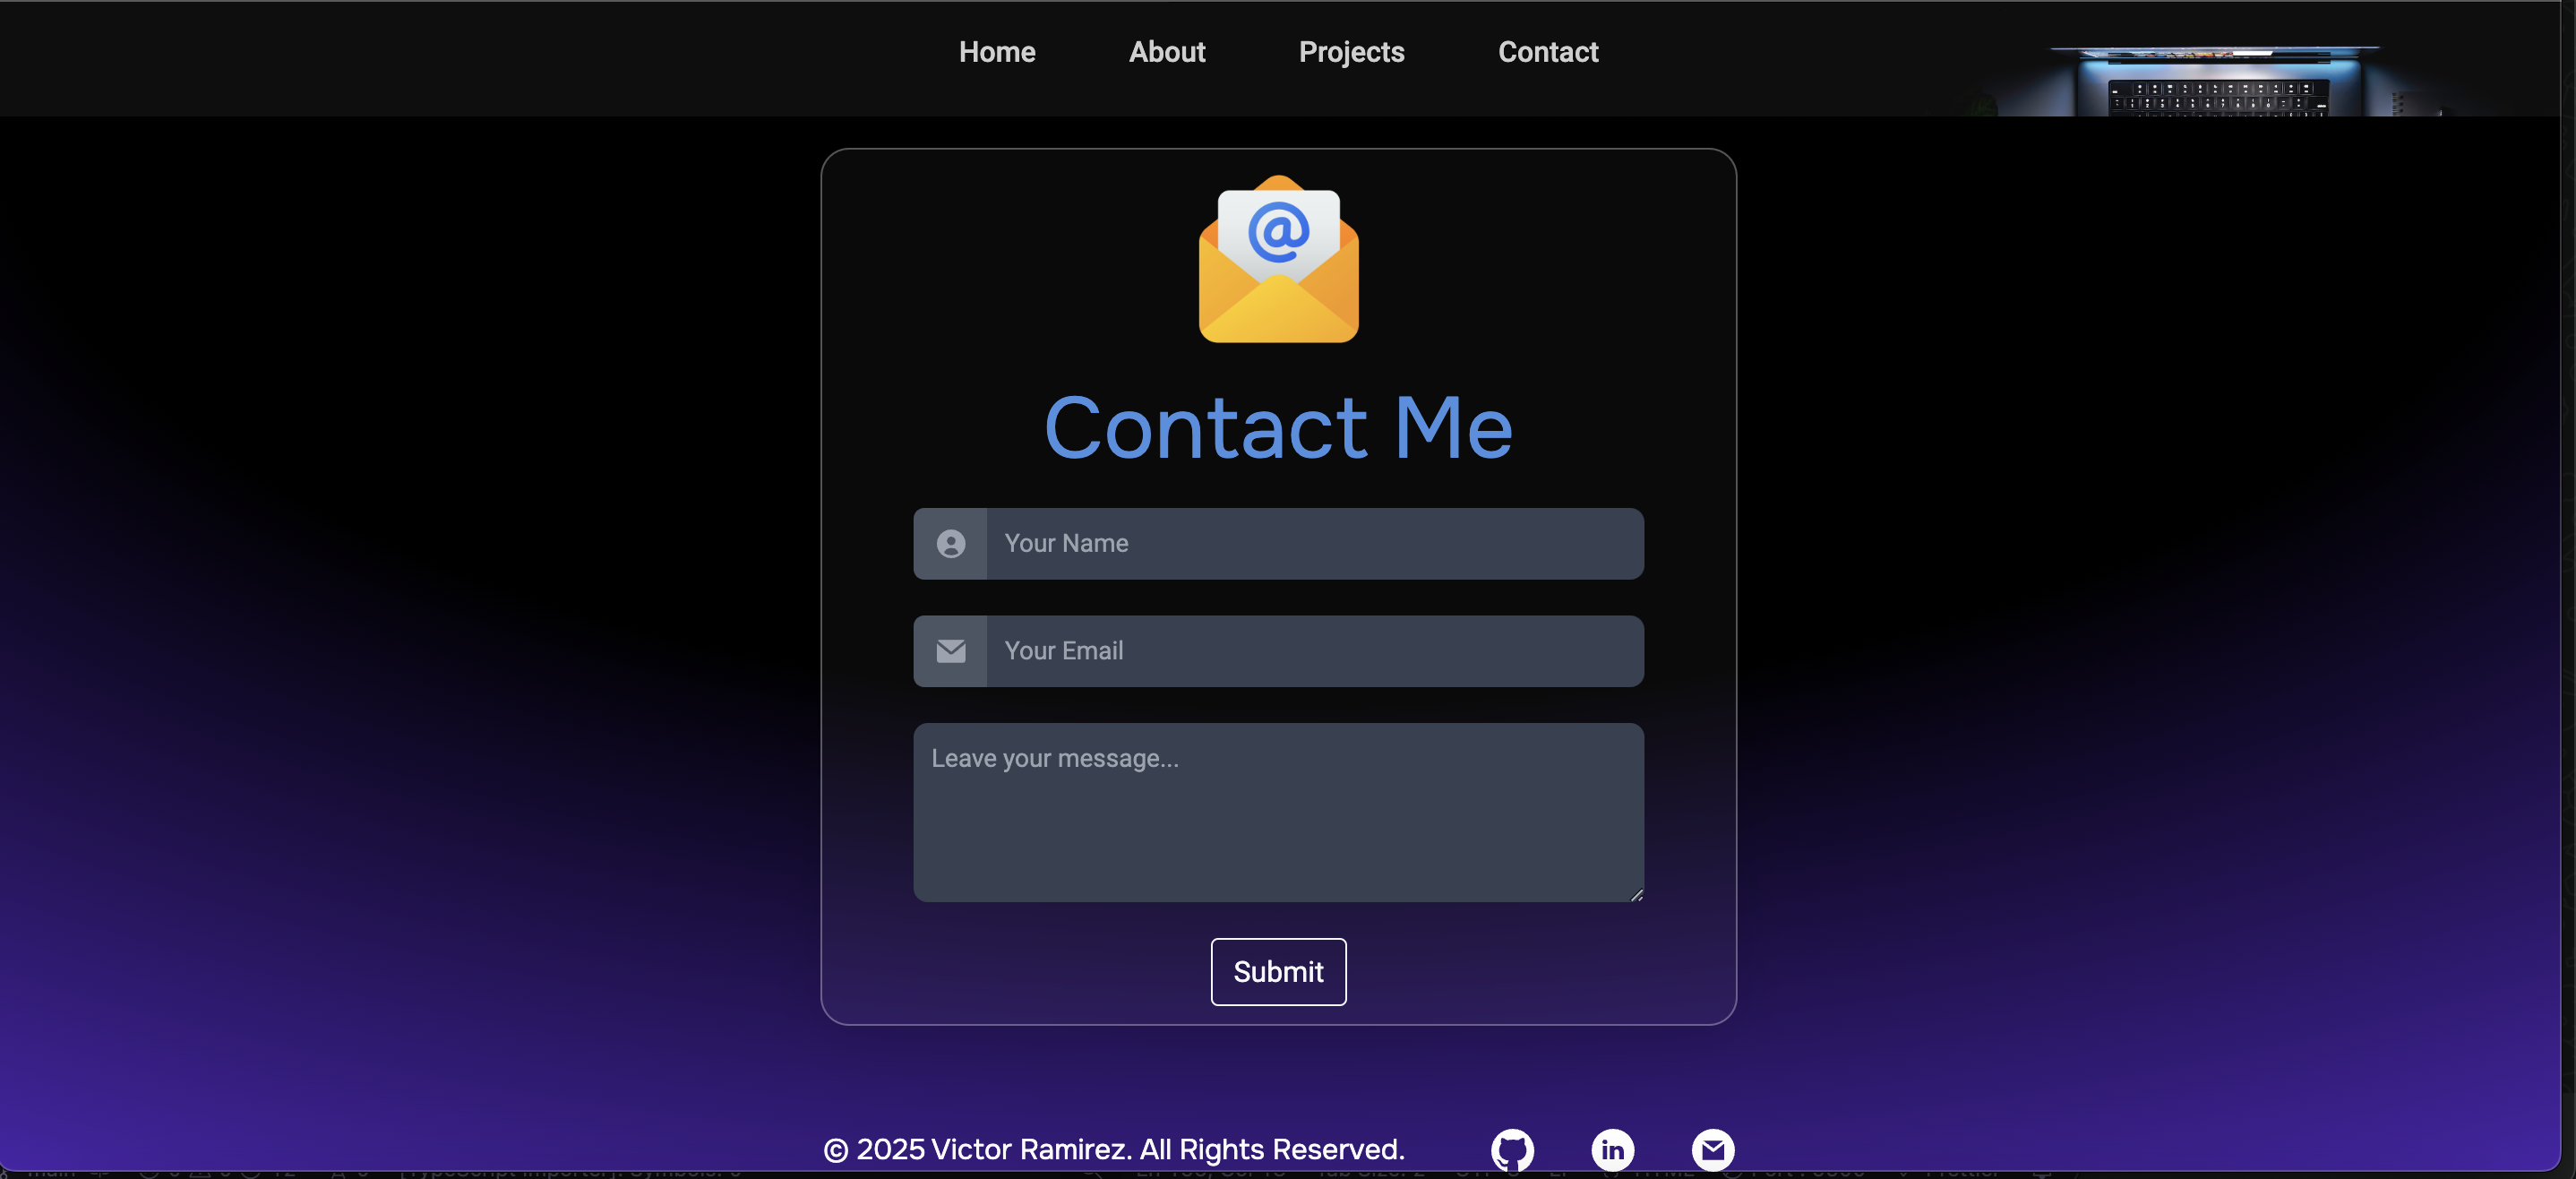 Home About Projects Contact
@
Contact Me
Your Name
Your Email
Leave your message...
Submit
© 2025 Victor Ramirez. All Rights Reserved. in